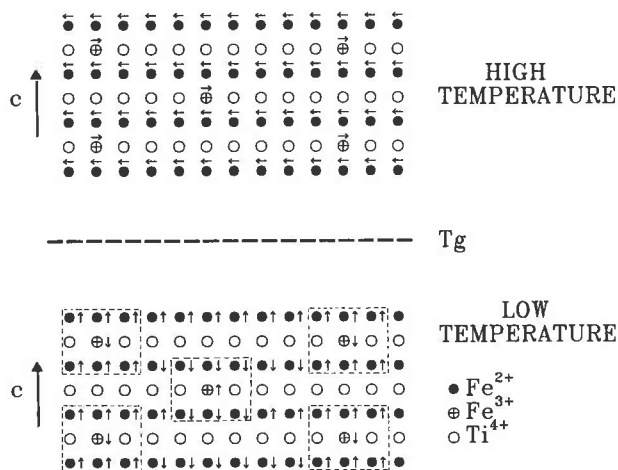 HIGH
TEMPERATURE
c
Tg
LOW
TEMPERATURE
c
Fe2+
Fe3+
Ti4+